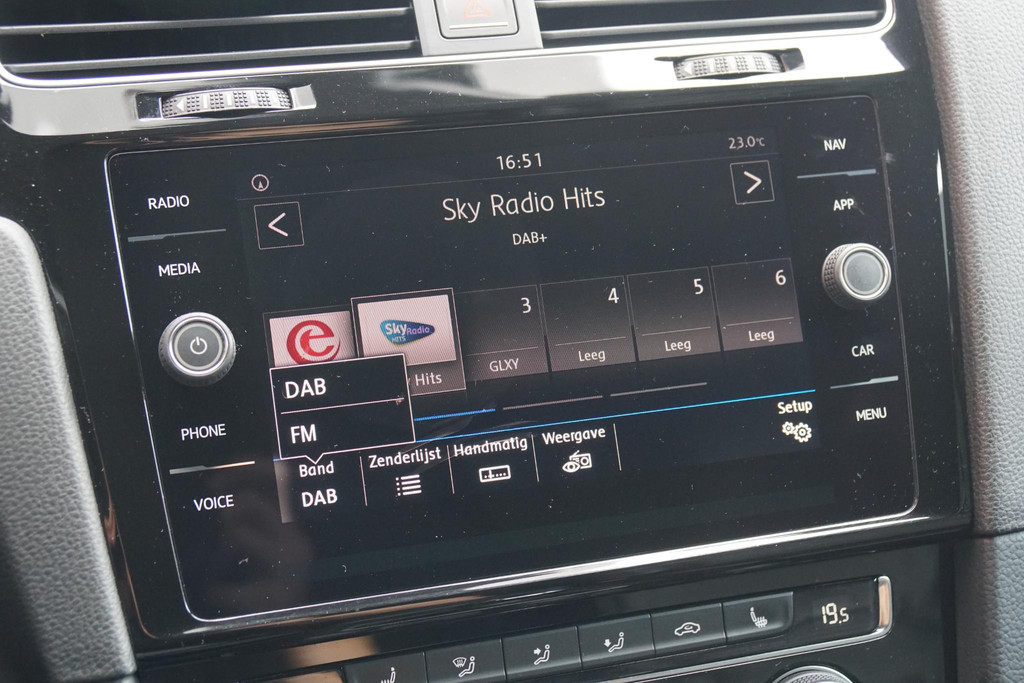 16:51
23.0°C
Sky Radio Hits
DAB+
RADIO
MEDIA
PHONE
VOICE
NAV
APP
CAR
MENU
e
Sky Radio
HITS
y Hits
3
GLXY
4
Leeg
5
Leeg
6
Leeg
DAB
FM
Band
DAB
Zenderlijst
Handmatig
Weergave
Setup
19.5